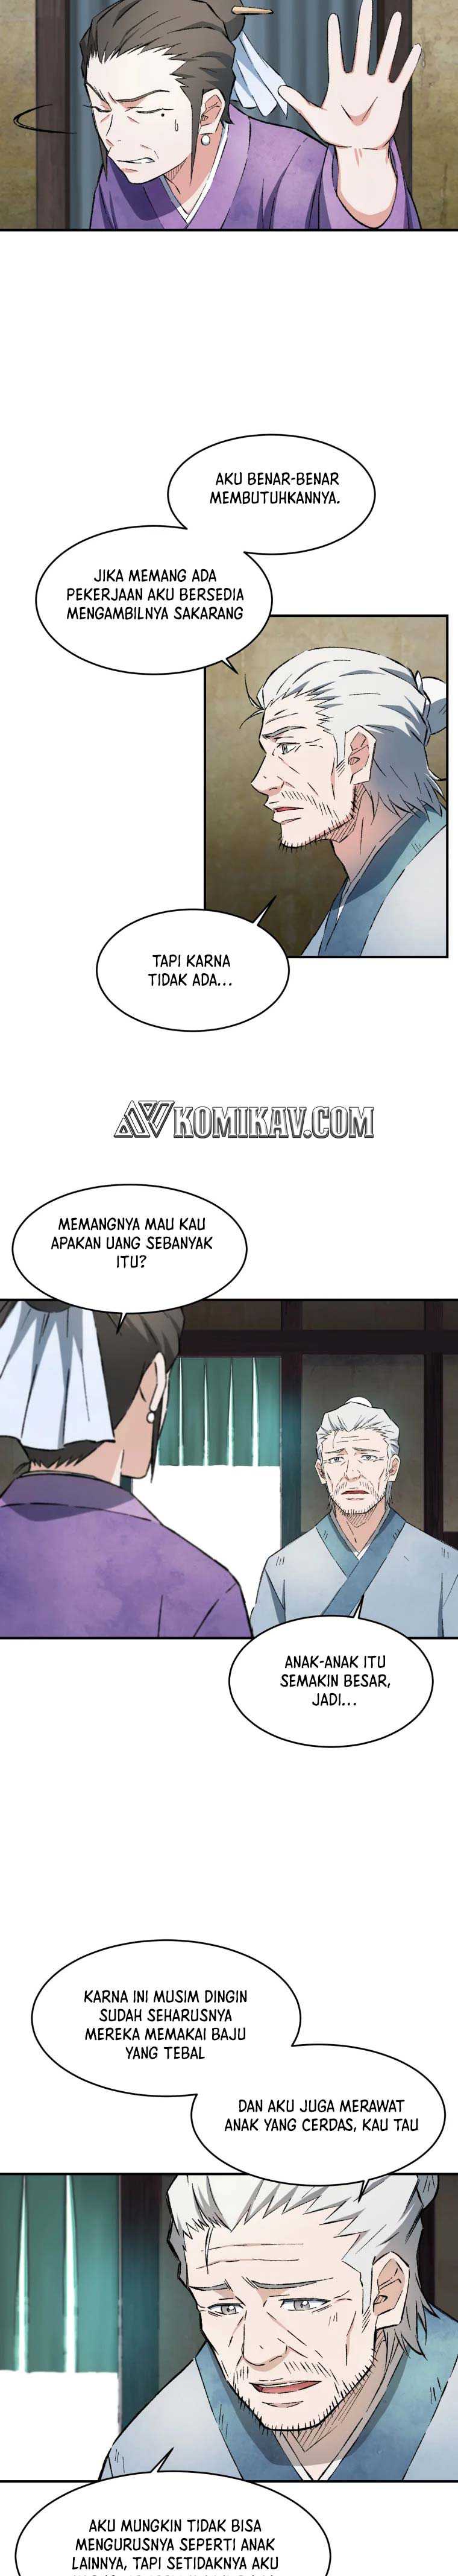 AKU BENAR-BENAR
MEMBUTUHKANNYA.
JIKA MEMANG ADA
PEKERJAAN AKU BERSEDIA
MENGAMBILNYA SAKARANG
TAPI KARNA
TIDAK ADA...
KOMIKAV.COM
MEMANGNYA MAU KAU
APAKAN UANG SEBANYAK
ITU?
ANAK-ANAK ITU
SEMAKIN BESAR,
JADI...
KARNA INI MUSIM DINGIN
SUDAH SEHARUSNYA
MEREKA MEMAKAI BAJU
YANG TEBAL
DAN AKU JUGA MERAWAT
ANAK YANG CERDAS, KAU TAU
AKU MUNGKIN TIDAK BISA
MENGURUSNYA SEPERTI ANAK
LAINNYA, TAPI SETIDAKNYA AKU